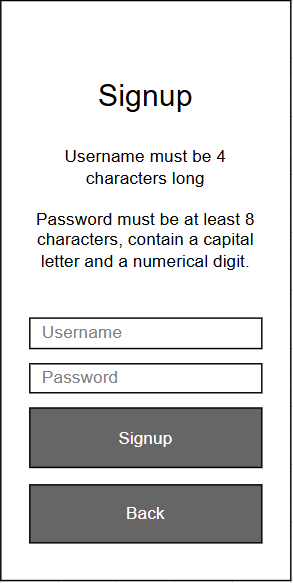 Signup
Username must be 4
characters long
Password must be at least 8
characters, contain a capital
letter and a numerical digit.
Username
Password
Signup
Back